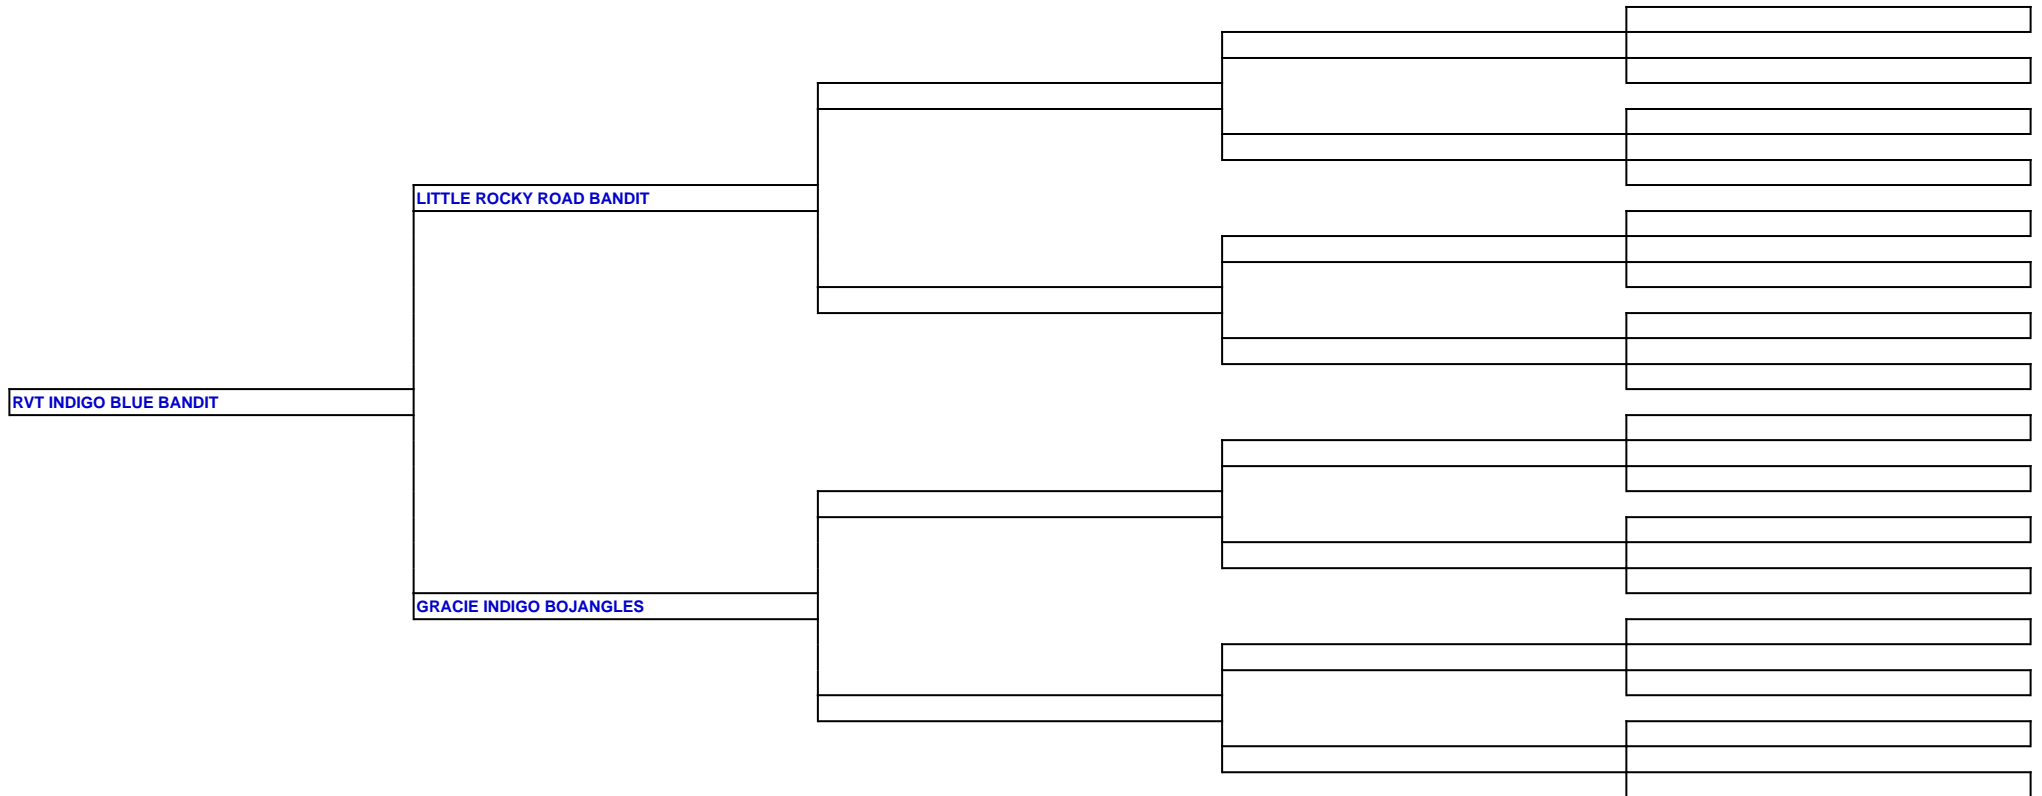 LITTLE ROCKY ROAD BANDIT
RVT INDIGO BLUE BANDIT
GRACIE INDIGO BOJANGLES